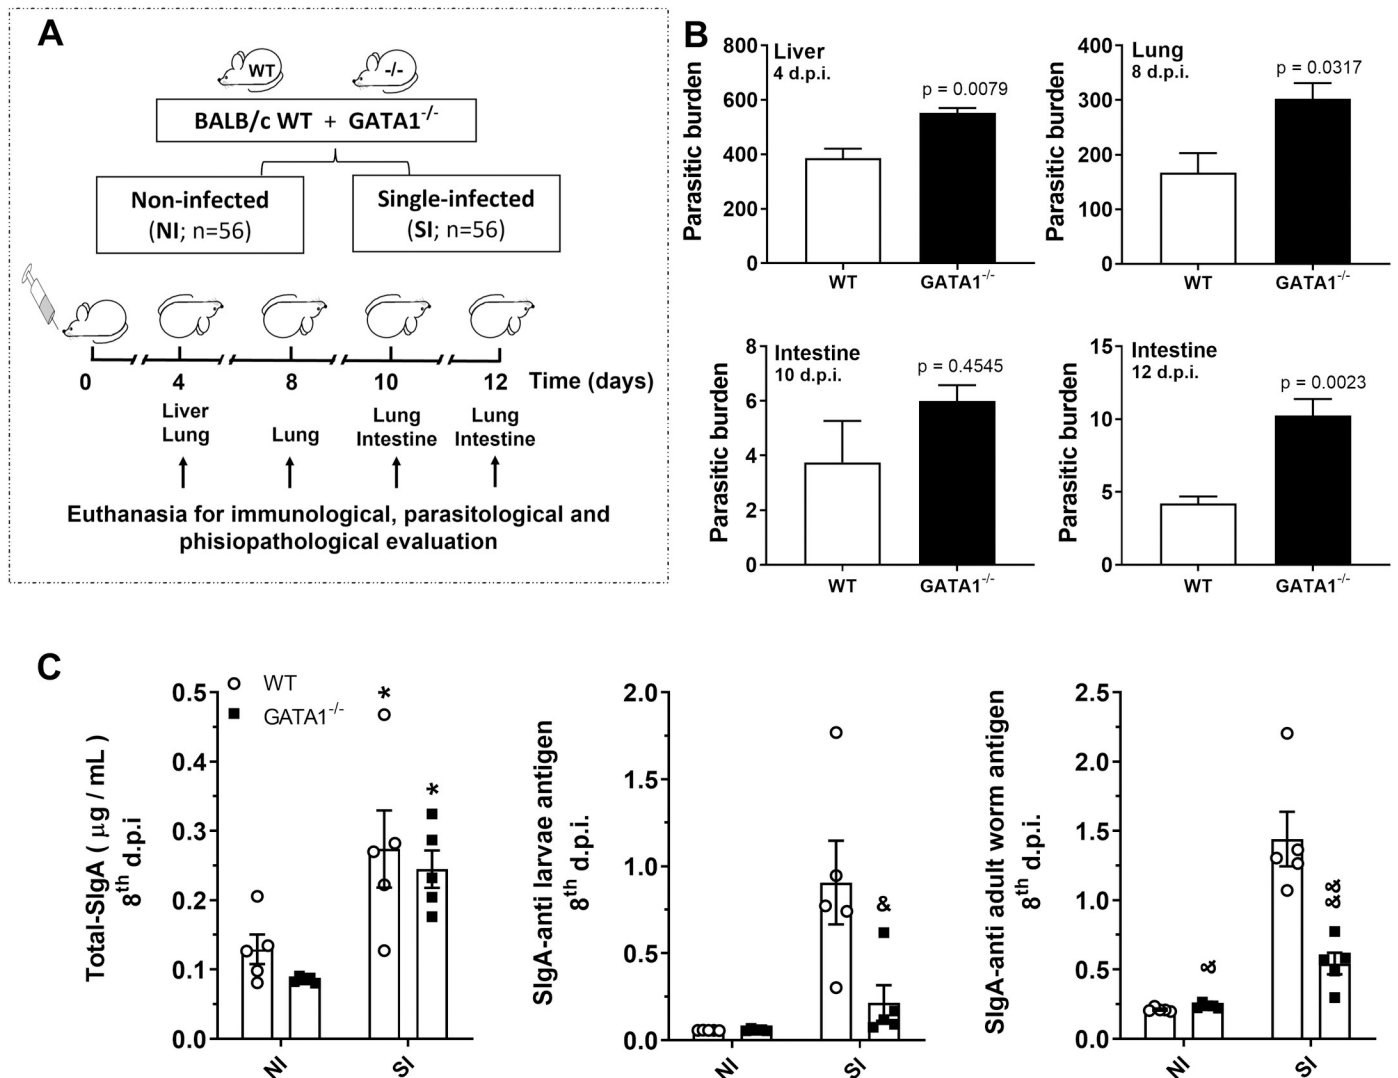 A
WT
-/-
BALB/c WT + GATA1-/-
Non-infected
(NI; n=56)
Single-infected
(SI; n=56)
0 4 8 10 12 Time (days)
Liver
Lung
Lung
Lung
Intestine
Lung
Intestine
Euthanasia for immunological, parasitological and
phisiopathological evaluation
B
Parasitic burden
800
600
400
200
0
Liver
4 d.p.i.
p = 0.0079
WT
GATA1-/-
Parasitic burden
400
300
200
100
0
Lung
8 d.p.i.
p = 0.0317
WT
GATA1-/-
Parasitic burden
10
8
6
4
2
0
Intestine
10 d.p.i.
p = 0.4545
WT
GATA1-/-
Parasitic burden
15
10
5
0
Intestine
12 d.p.i.
p = 0.0023
WT
GATA1-/-
C
WT
GATA1-/-
Total-SIgA ( μg / mL )
8th d.p.i
0.5
0.4
0.3
0.2
0.1
0.0
*
*
NI
SI
SIgA-anti larvae antigen
8th d.p.i.
2.0
1.5
1.0
0.5
0.0
&
NI
SI
SIgA-anti adult worm antigen
8th d.p.i.
2.5
2.0
1.5
1.0
0.5
0.0
&
&&
NI
SI